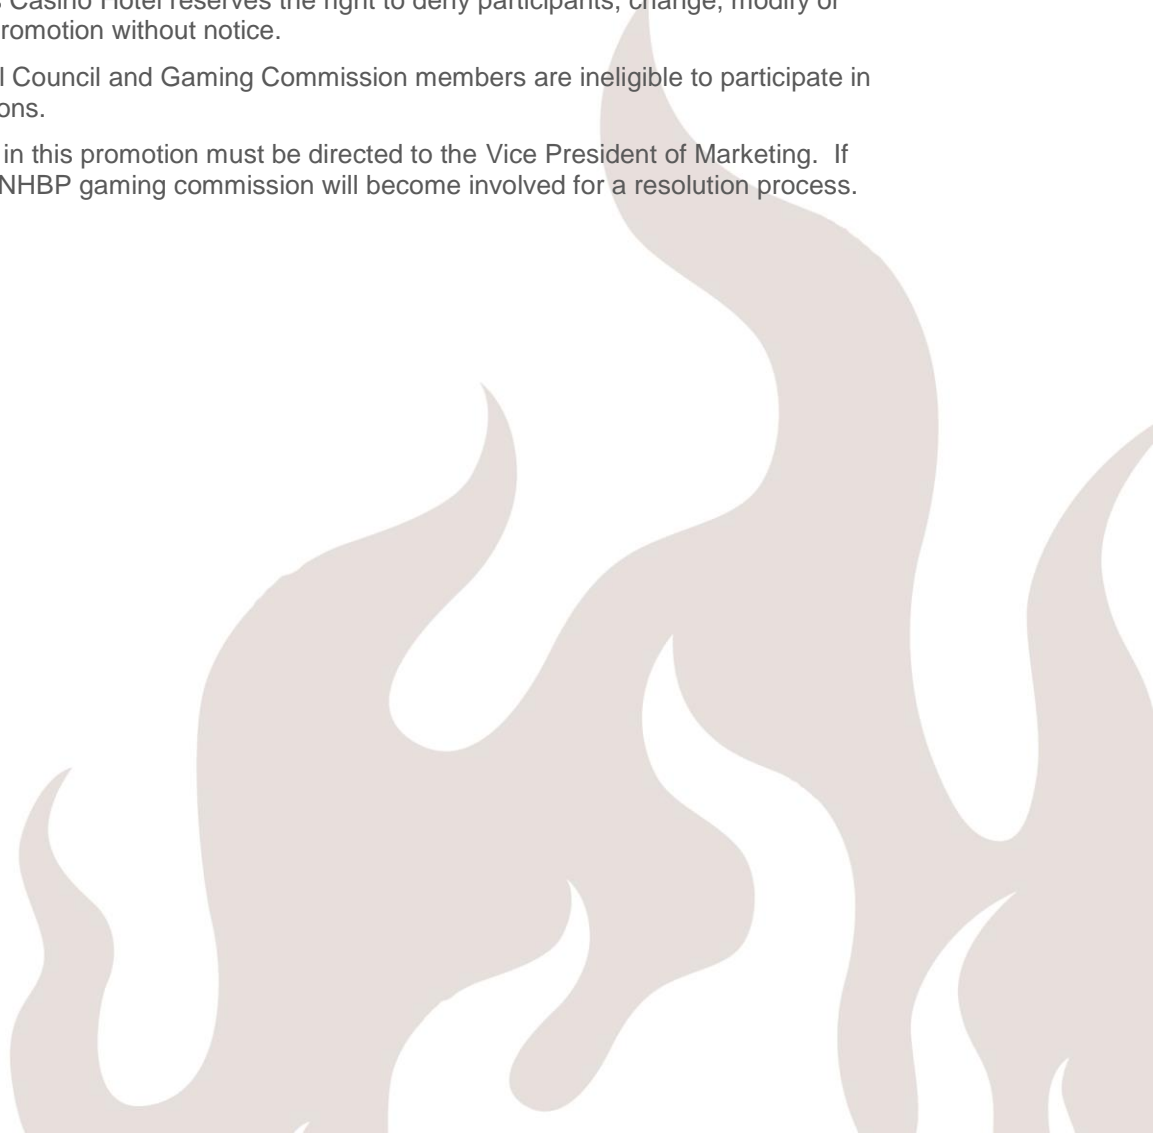 Casino Hotel reserves the right to deny participants, change, modify or
romotion without notice.
l Council and Gaming Commission members are ineligible to participate in
ons.
in this promotion must be directed to the Vice President of Marketing.  If
NHBP gaming commission will become involved for a resolution process.